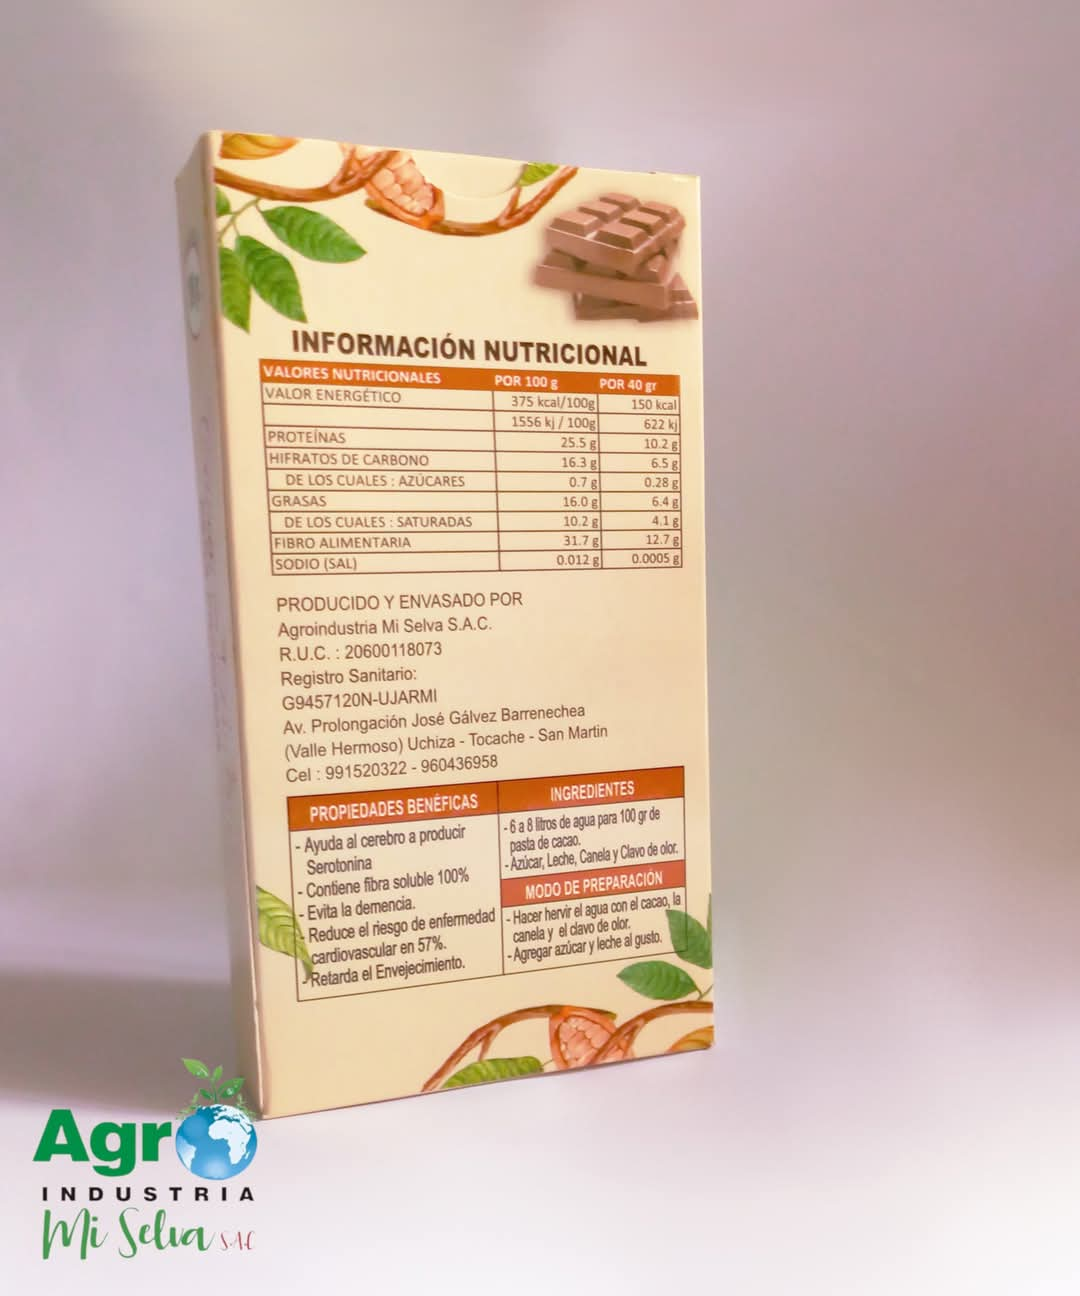 INFORMACIÓN NUTRICIONAL
VALORES NUTRICIONALES POR 100 g POR 40 gr
VALOR ENERGÉTICO 375 kcal/100g 150 kcal
1556 kj / 100g 622 kj
PROTEÍNAS 25.5 g 10.2 g
HIFRATOS DE CARBONO 16.3 g 6.5 g
DE LOS CUALES : AZÚCARES 0.7 g 0.28 g
GRASAS 16.0 g 6.4 g
DE LOS CUALES : SATURADAS 10.2 g 4.1 g
FIBRO ALIMENTARIA 31.7 g 12.7 g
SODIO (SAL) 0.012 g 0.0005 g
PRODUCIDO Y ENVASADO POR
Agroindustria Mi Selva S.A.C.
R.U.C. : 20600118073
Registro Sanitario:
G9457120N-UJARMI
Av. Prolongación José Gálvez Barrenechea
(Valle Hermoso) Uchiza - Tocache - San Martin
Cel : 991520322 - 960436958
PROPIEDADES BENÉFICAS
- Ayuda al cerebro a producir
Serotonina
- Contiene fibra soluble 100%
- Evita la demencia.
- Reduce el riesgo de enfermedad
cardiovascular en 57%.
- Retarda el Envejecimiento.
INGREDIENTES
- 6 a 8 litros de agua para 100 gr de
pasta de cacao.
- Azúcar, Leche, Canela y Clavo de olor.
MODO DE PREPARACIÓN
- Hacer hervir el agua con el cacao, la
canela y el clavo de olor.
- Agregar azúcar y leche al gusto.
Agro
INDUSTRIA
Mi Selva S.A.C